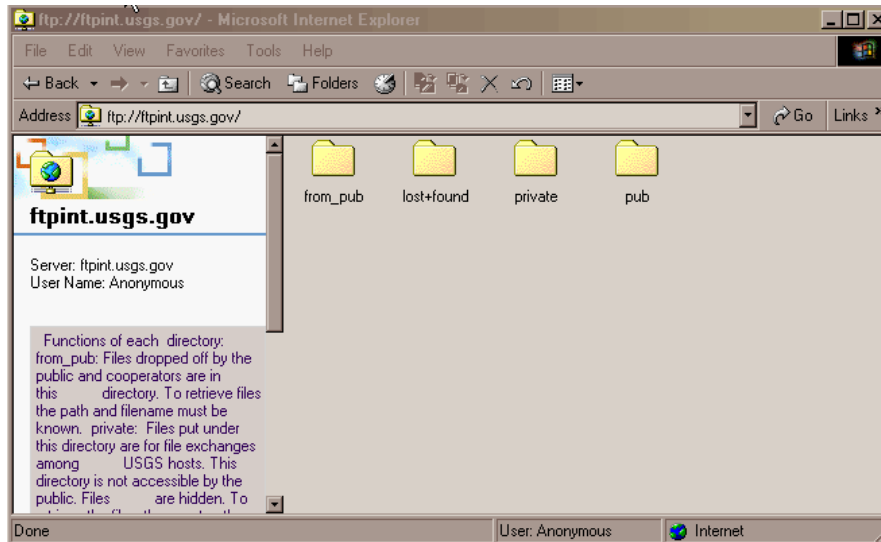 ftp://ftpint.usgs.gov/ - Microsoft Internet Explorer
File Edit View Favorites Tools Help
Back Search Folders
Address ftp://ftpint.usgs.gov/ Go Links
from_pub lost+found private pub
ftpint.usgs.gov
Server: ftpint.usgs.gov
User Name: Anonymous
Functions of each directory:
from_pub: Files dropped off by the
public and cooperators are in
this directory. To retrieve files
the path and filename must be
known. private: Files put under
this directory are for file exchanges
among USGS hosts. This
directory is not accessible by the
public. Files are hidden. To
Done User: Anonymous Internet